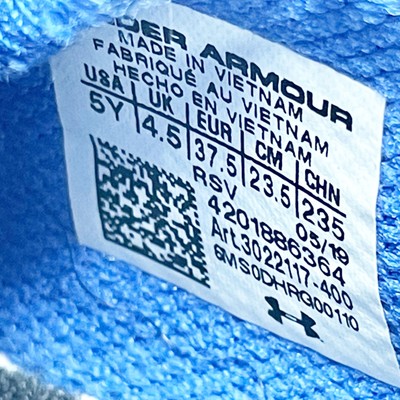 UNDER ARMOUR
MADE IN VIETNAM
FABRIQUÉ AU VIETNAM
HECHO EN VIETNAM
USA UK EUR CM CHN
5Y 4.5 37.5 23.5 235
RSV 05/19
4201886364
Art.3022117-400
6MS0DHRG00110